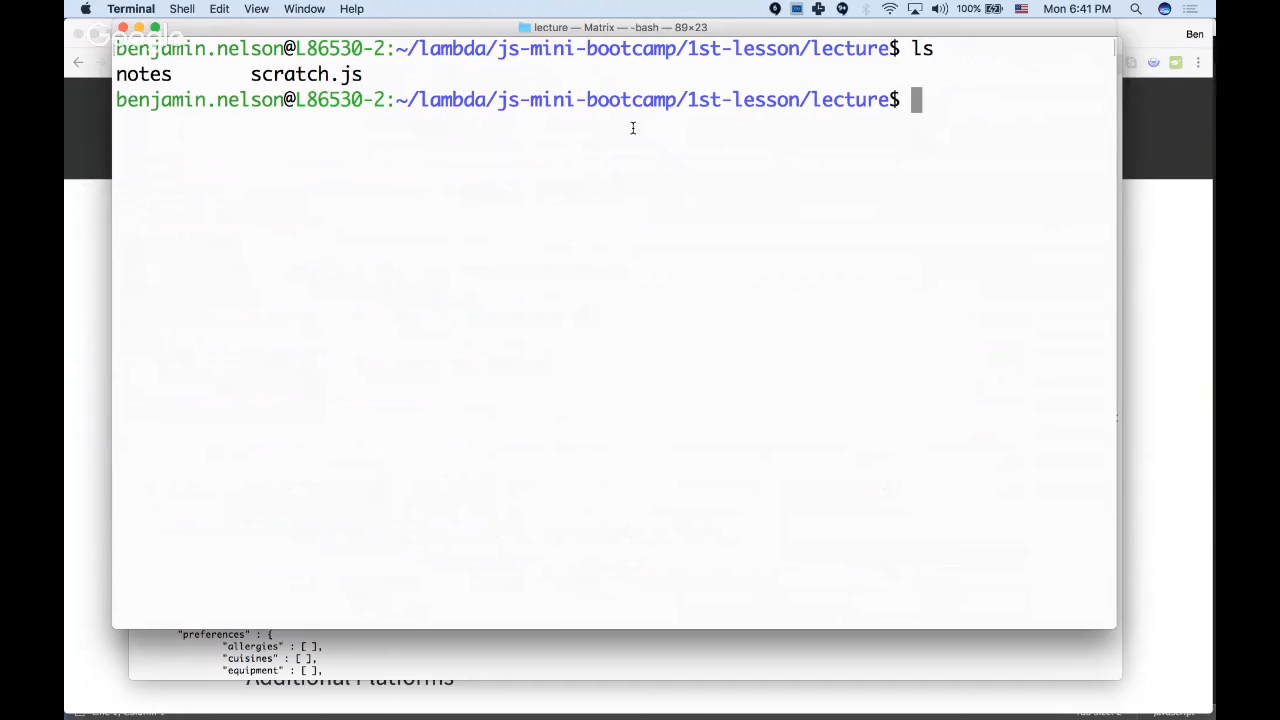 Terminal Shell Edit View Window Help 100% Mon 6:41 PM
Google
lecture — Matrix — -bash — 89×23
Ben
benjamin.nelson@L86530-2:~/lambda/js-mini-bootcamp/1st-lesson/lecture$ ls
notes scratch.js
benjamin.nelson@L86530-2:~/lambda/js-mini-bootcamp/1st-lesson/lecture$
"preferences" : {
"allergies" : [ ],
"cuisines" : [ ],
"equipment" : [ ],
Additional Platforms